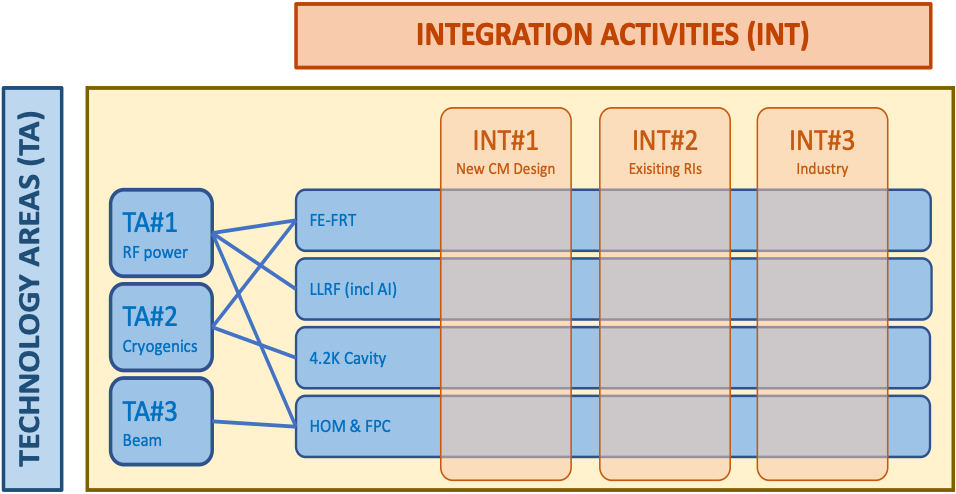 INTEGRATION ACTIVITIES (INT)
TECHNOLOGY AREAS (TA)
INT#1
New CM Design
INT#2
Exisiting RIs
INT#3
Industry
TA#1
RF power
TA#2
Cryogenics
TA#3
Beam
FE-FRT
LLRF (incl AI)
4.2K Cavity
HOM & FPC